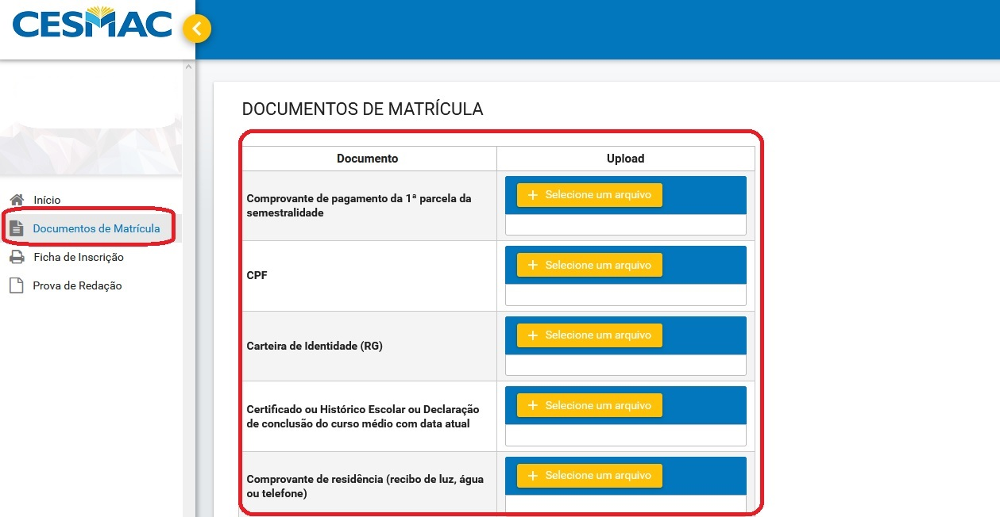 CESMAC
DOCUMENTOS DE MATRÍCULA
Início
Documentos de Matrícula
Ficha de Inscrição
Prova de Redação
Documento
Upload
Comprovante de pagamento da 1ª parcela da
semestralidade
+ Selecione um arquivo
CPF
+ Selecione um arquivo
Carteira de Identidade (RG)
+ Selecione um arquivo
Certificado ou Histórico Escolar ou Declaração
de conclusão do curso médio com data atual
+ Selecione um arquivo
Comprovante de residência (recibo de luz, água
ou telefone)
+ Selecione um arquivo